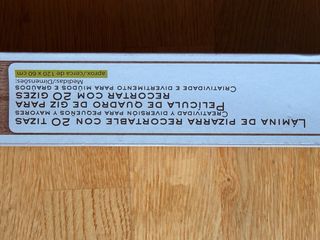 LÁMINA DE PIZARRA RECORTABLE CON 20 TIZAS
CREATIVIDAD Y DIVERSIÓN PARA PEQUEÑOS Y MAYORES
PELÍCULA DE QUADRO DE GIZ PARA
RECORTAR COM 20 GIZES
CRIATIVIDADE E DIVERTIMENTO PARA MIÚDOS E GRAÚDOS
Medidas/Dimensões:
aprox./cerca de 120 x 60 cm